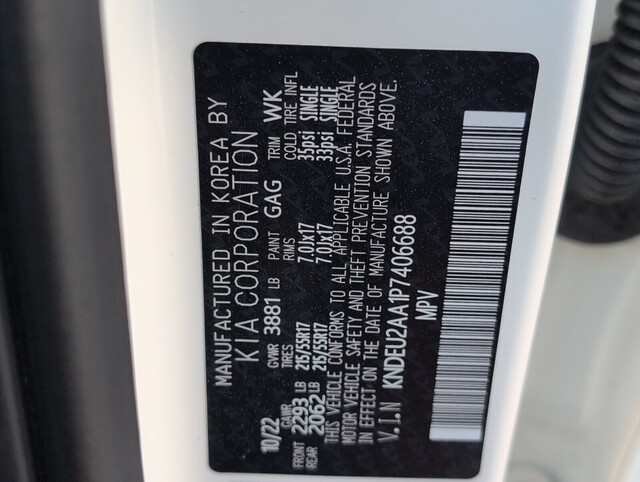 MANUFACTURED IN KOREA BY
KIA CORPORATION
10/22 GVWR 3881 LB PAINT GAG TRIM WK
GAWR TIRES RIMS COLD TIRE INFL
FRONT 2293 LB 215/55R17 7.0Jx17 35psi SINGLE
REAR 2062 LB 215/55R17 7.0Jx17 33psi SINGLE
THIS VEHICLE CONFORMS TO ALL APPLICABLE U.S.A. FEDERAL
MOTOR VEHICLE SAFETY AND THEFT PREVENTION STANDARDS
IN EFFECT ON THE DATE OF MANUFACTURE SHOWN ABOVE.
V.I.N KNDEU2AA1P7406688
MPV